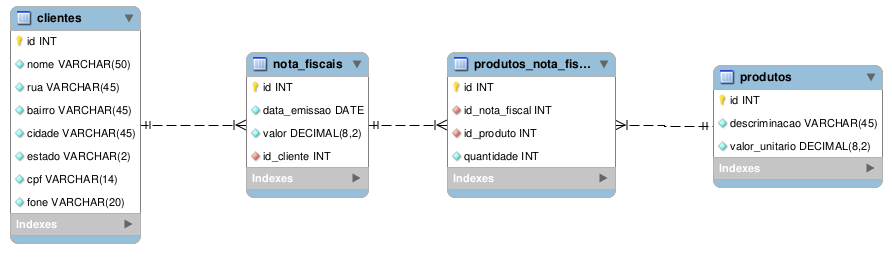 clientes
id INT
nome VARCHAR(50)
rua VARCHAR(45)
bairro VARCHAR(45)
cidade VARCHAR(45)
estado VARCHAR(2)
cpf VARCHAR(14)
fone VARCHAR(20)
Indexes
nota_fiscais
id INT
data_emissao DATE
valor DECIMAL(8,2)
id_cliente INT
Indexes
produtos_nota_fis...
id INT
id_nota_fiscal INT
id_produto INT
quantidade INT
Indexes
produtos
id INT
descriminacao VARCHAR(45)
valor_unitario DECIMAL(8,2)
Indexes